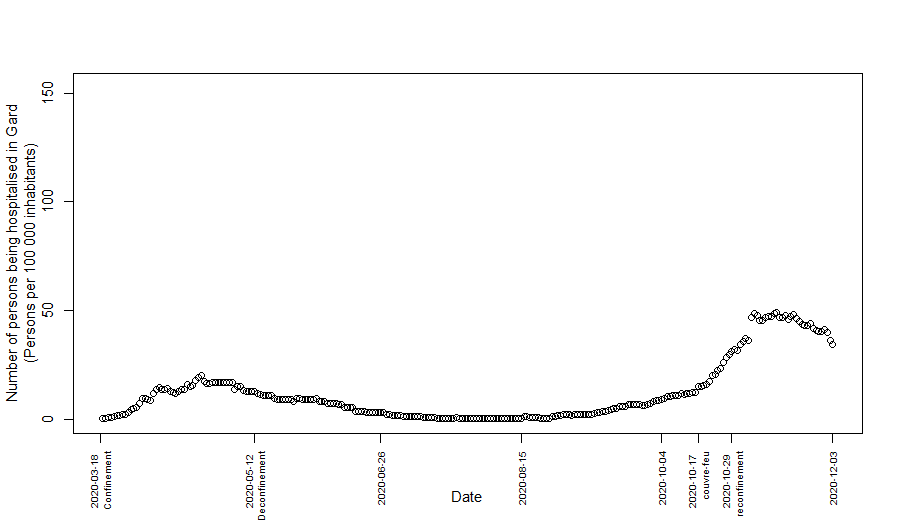 Number of persons being hospitalised in Gard
(Persons per 100 000 inhabitants)
150
100
50
0
2020-03-18
Confinement
2020-05-12
Deconfinement
2020-06-26
2020-08-15
2020-10-04
2020-10-17
couvre-feu
2020-10-29
reconfinement
2020-12-03
Date